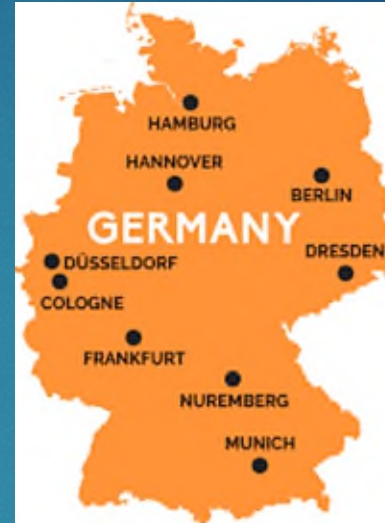 HAMBURG
HANNOVER
BERLIN
GERMANY
DRESDEN
DÜSSELDORF
COLOGNE
FRANKFURT
NUREMBERG
MUNICH